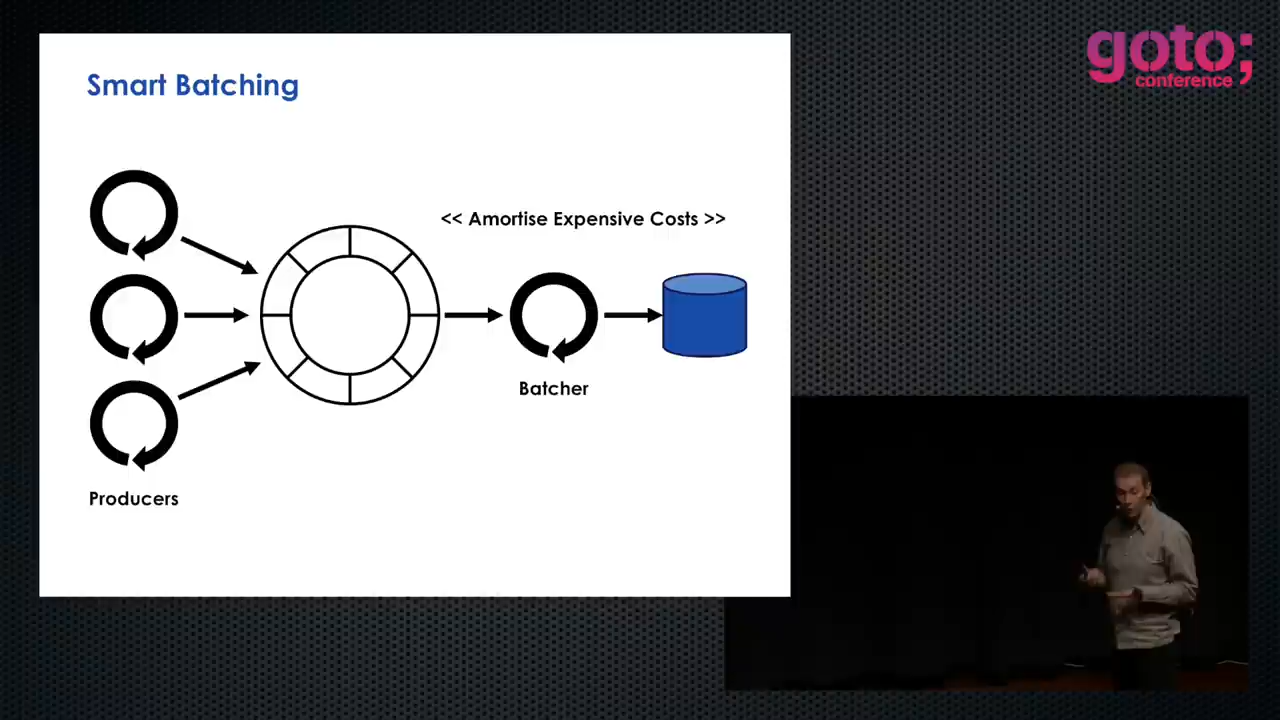 goto;
conference
Smart Batching
<< Amortise Expensive Costs >>
Batcher
Producers